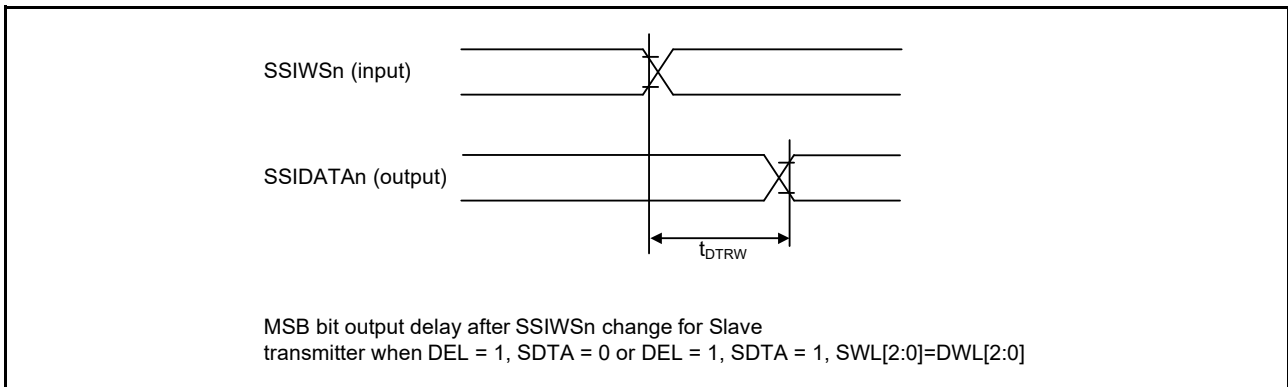 SSIWSn (input)
SSIDATAn (output)
tDTRW
MSB bit output delay after SSIWSn change for Slave
transmitter when DEL = 1, SDTA = 0 or DEL = 1, SDTA = 1, SWL[2:0]=DWL[2:0]